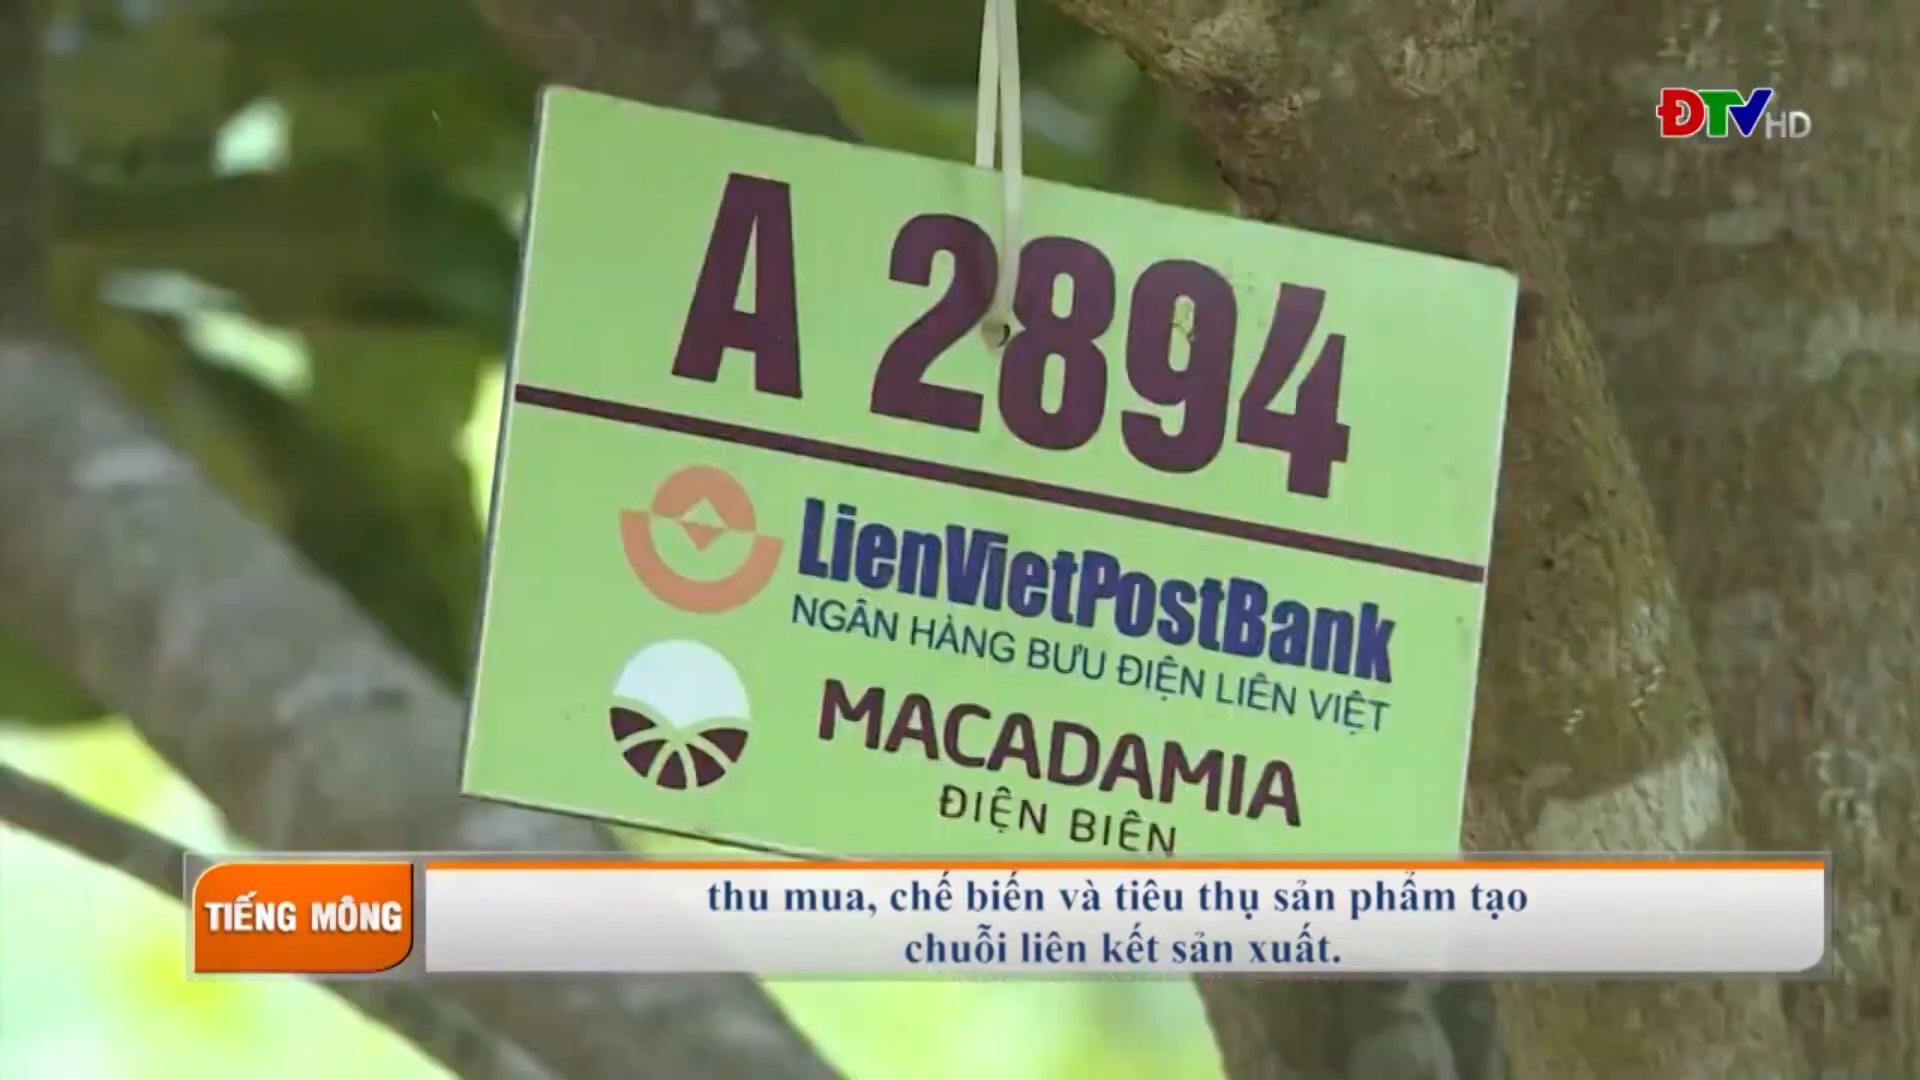 ĐTV HD
A 2894
LienVietPostBank
NGÂN HÀNG BƯU ĐIỆN LIÊN VIỆT
MACADAMIA
ĐIỆN BIÊN
TIẾNG MÔNG
thu mua, chế biến và tiêu thụ sản phẩm tạo
chuỗi liên kết sản xuất.